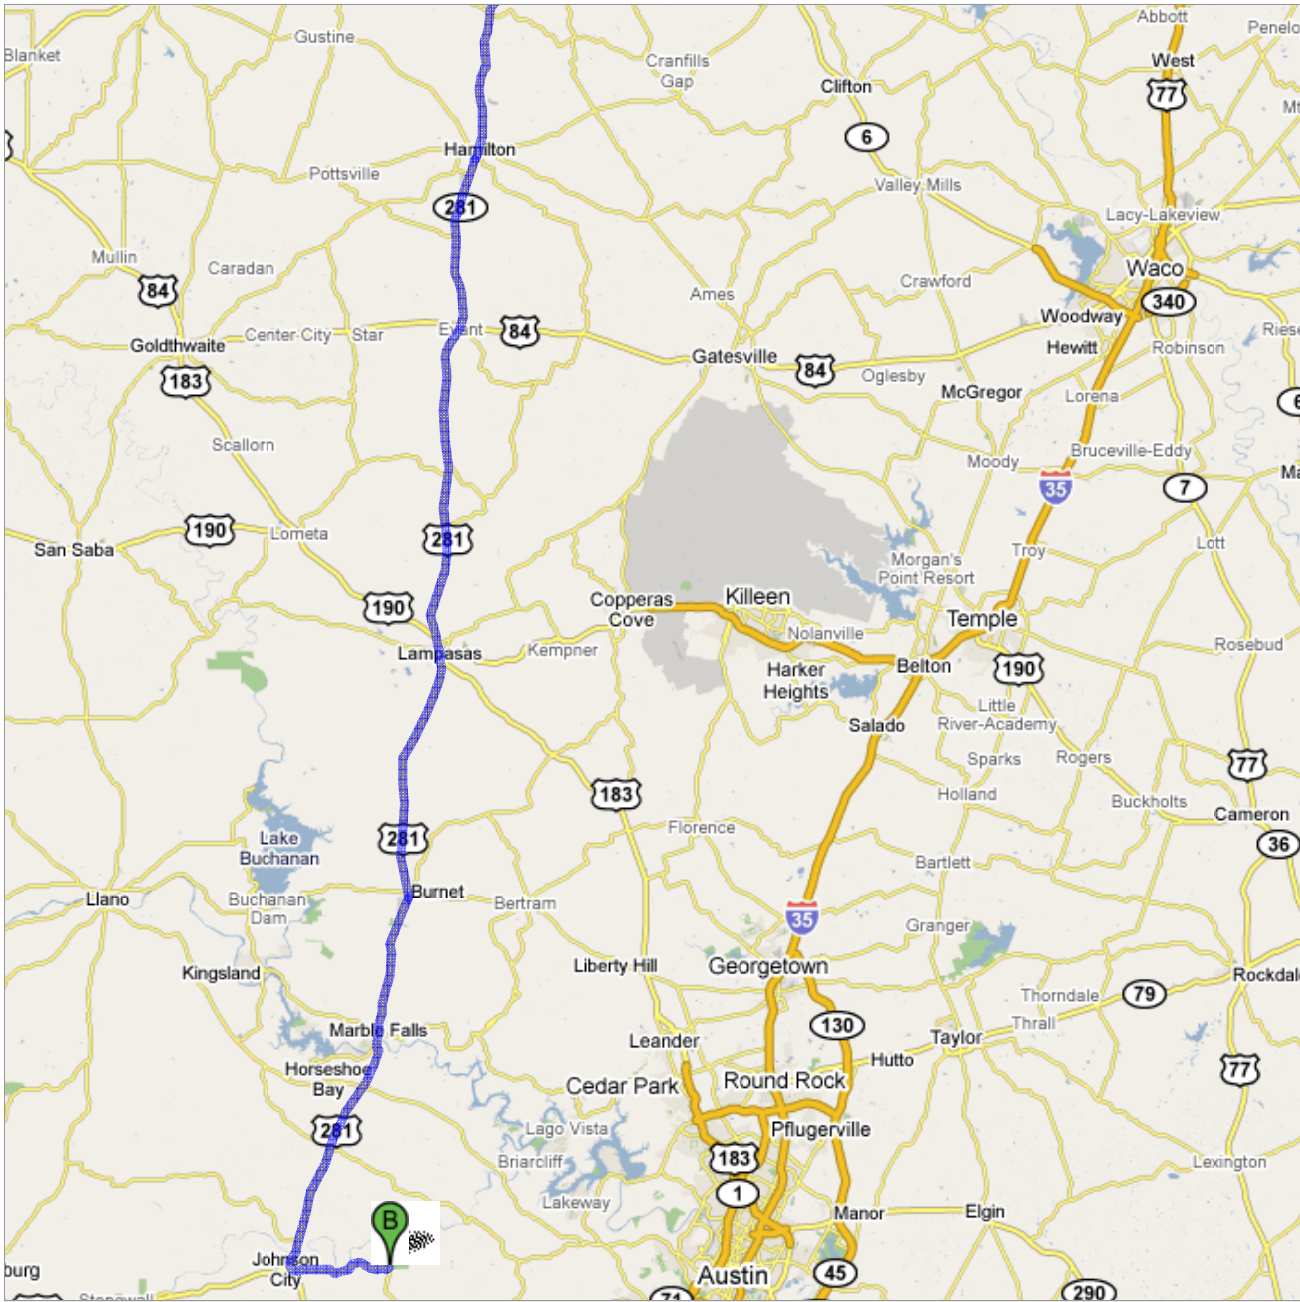 Abbott
Gustine
Penelo
Blanket
Cranfills
Gap
West
Clifton
77
6
Hamilton
Pottsville
Valley Mills
281
Lacy-Lakeview
Mullin
Caradan
Waco
Crawford
84
Ames
340
Woodway
Center City
Star
Evant
84
Riese
Goldthwaite
Hewitt
Robinson
Gatesville
84
183
Oglesby
McGregor
Lorena
6
Scallorn
Bruceville-Eddy
Moody
Ma
35
7
190
Lometa
281
San Saba
Troy
Lott
Morgan's
Point Resort
190
Copperas
Cove
Killeen
Temple
Nolanville
Lampasas
Kempner
Rosebud
Belton
190
Harker
Heights
Little
River-Academy
Salado
Sparks
Rogers
77
183
Holland
Buckholts
Cameron
Lake
Buchanan
281
Florence
36
Bartlett
Burnet
Llano
Buchanan
Dam
Bertram
35
Granger
Kingsland
Liberty Hill
Georgetown
Rockdal
Thorndale
79
Marble Falls
130
Thrall
Leander
Taylor
Hutto
Horseshoe
Bay
77
Cedar Park
Round Rock
281
Lago Vista
Pflugerville
Briarcliff
183
Lexington
1
Lakeway
Manor
Elgin
B
Johnson
City
burg
Austin
45
Stonewall
71
290